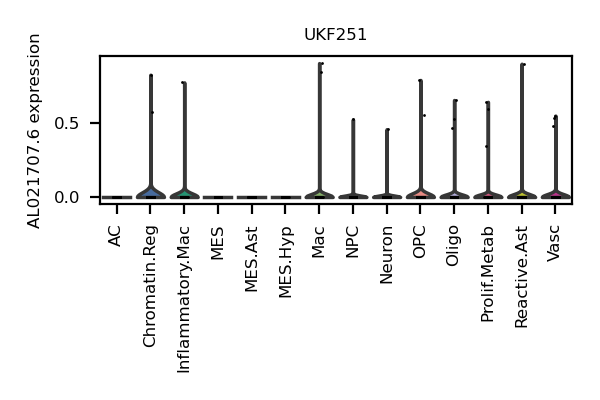 UKF251
AL021707.6 expression
0.5
0.0
AC
Chromatin.Reg
Inflammatory.Mac
MES
MES.Ast
MES.Hyp
Mac
NPC
Neuron
OPC
Oligo
Prolif.Metab
Reactive.Ast
Vasc